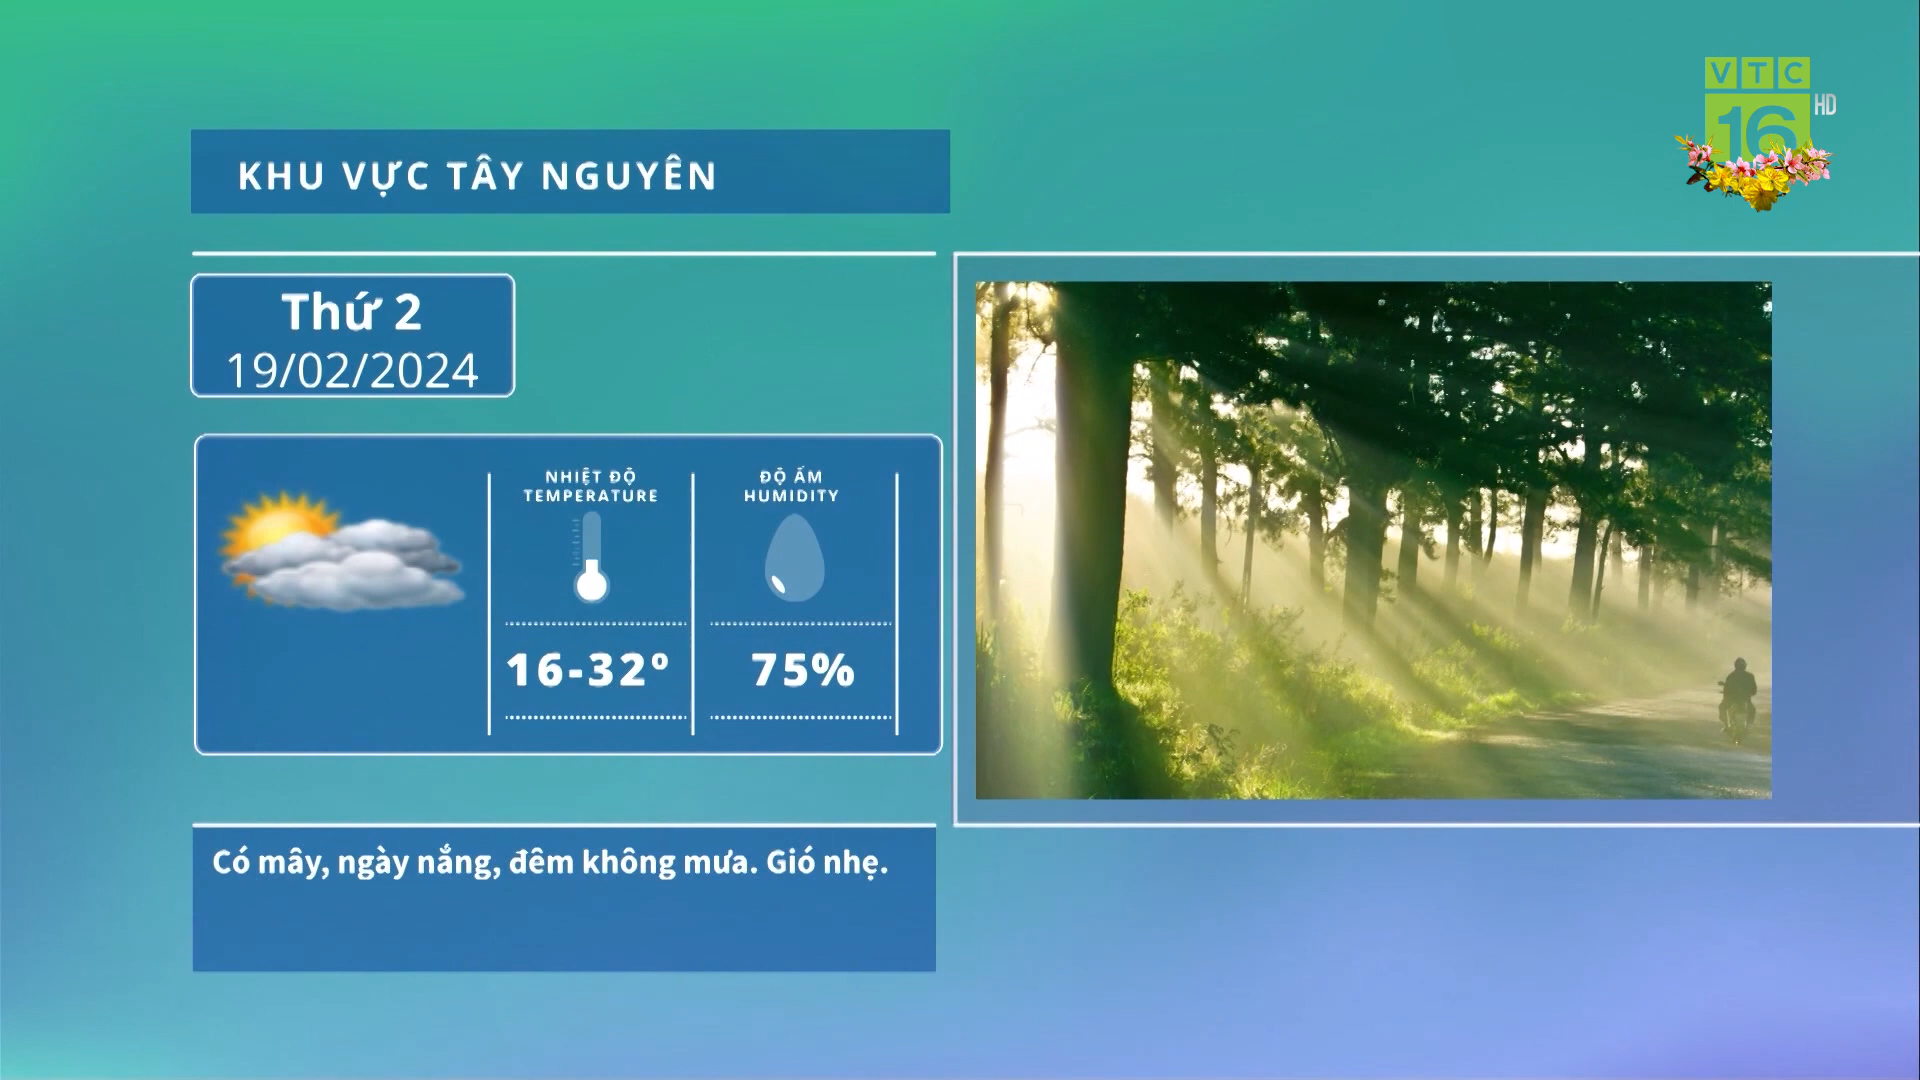 VTC
16 HD
KHU VỰC TÂY NGUYÊN
Thứ 2
19/02/2024
NHIỆT ĐỘ
TEMPERATURE
ĐỘ ẨM
HUMIDITY
16-32º
75%
Có mây, ngày nắng, đêm không mưa. Gió nhẹ.